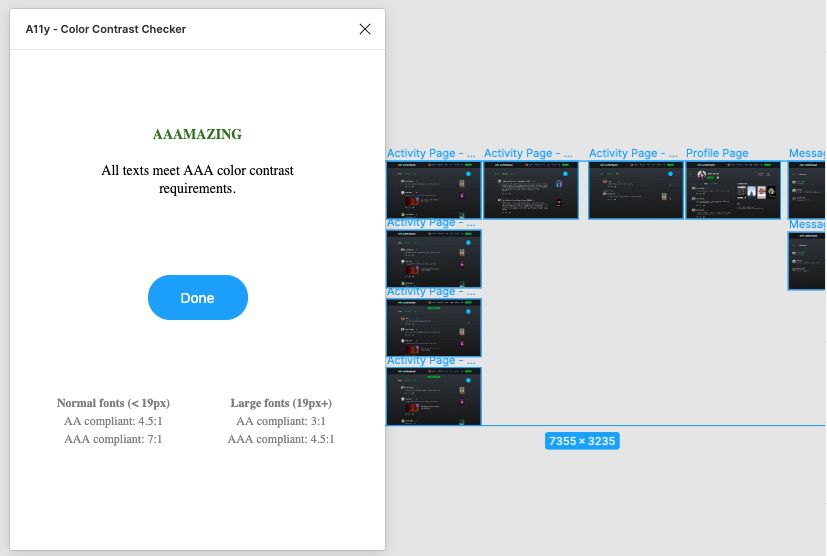 A11y - Color Contrast Checker
AAAMAZING
All texts meet AAA color contrast
requirements.
Done
Normal fonts (< 19px)
AA compliant: 4.5:1
AAA compliant: 7:1
Large fonts (19px+)
AA compliant: 3:1
AAA compliant: 4.5:1
Activity Page - ...
Activity Page - ...
Activity Page - ...
Profile Page
Messag
Activity Page - ...
Messag
Activity Page - ...
Activity Page - ...
7355 × 3235